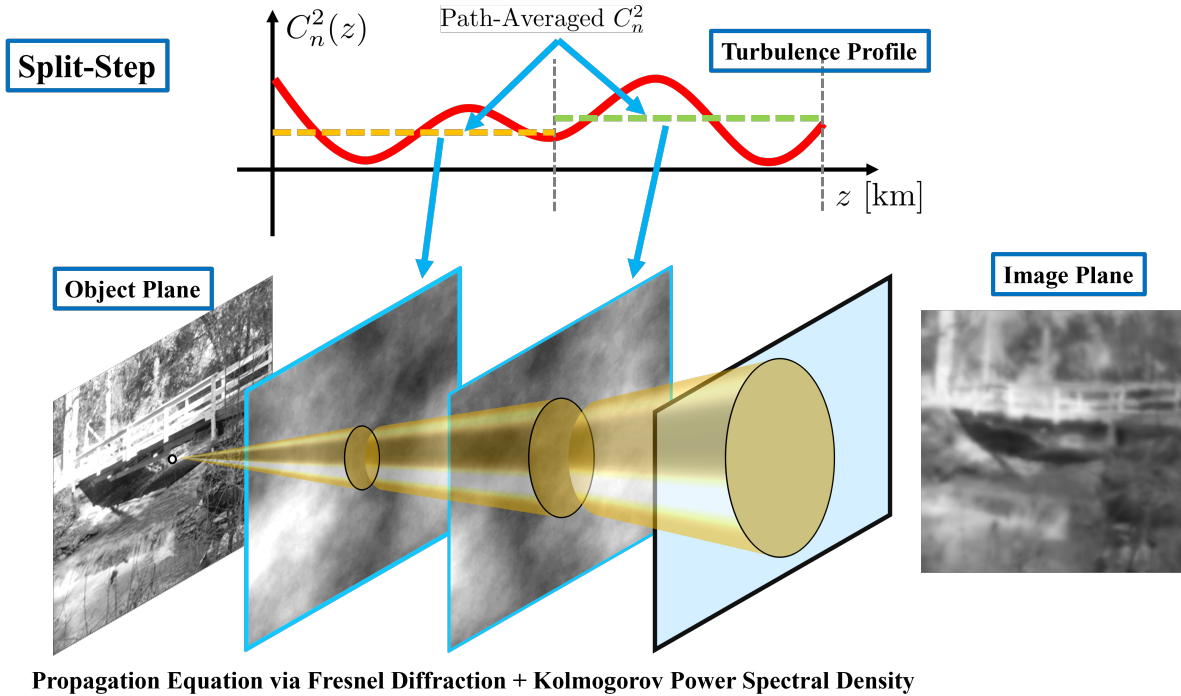 Path-Averaged $C_n^2$
$C_n^2(z)$
Split-Step
Turbulence Profile
$z$ [km]
Object Plane
Image Plane
Propagation Equation via Fresnel Diffraction + Kolmogorov Power Spectral Density